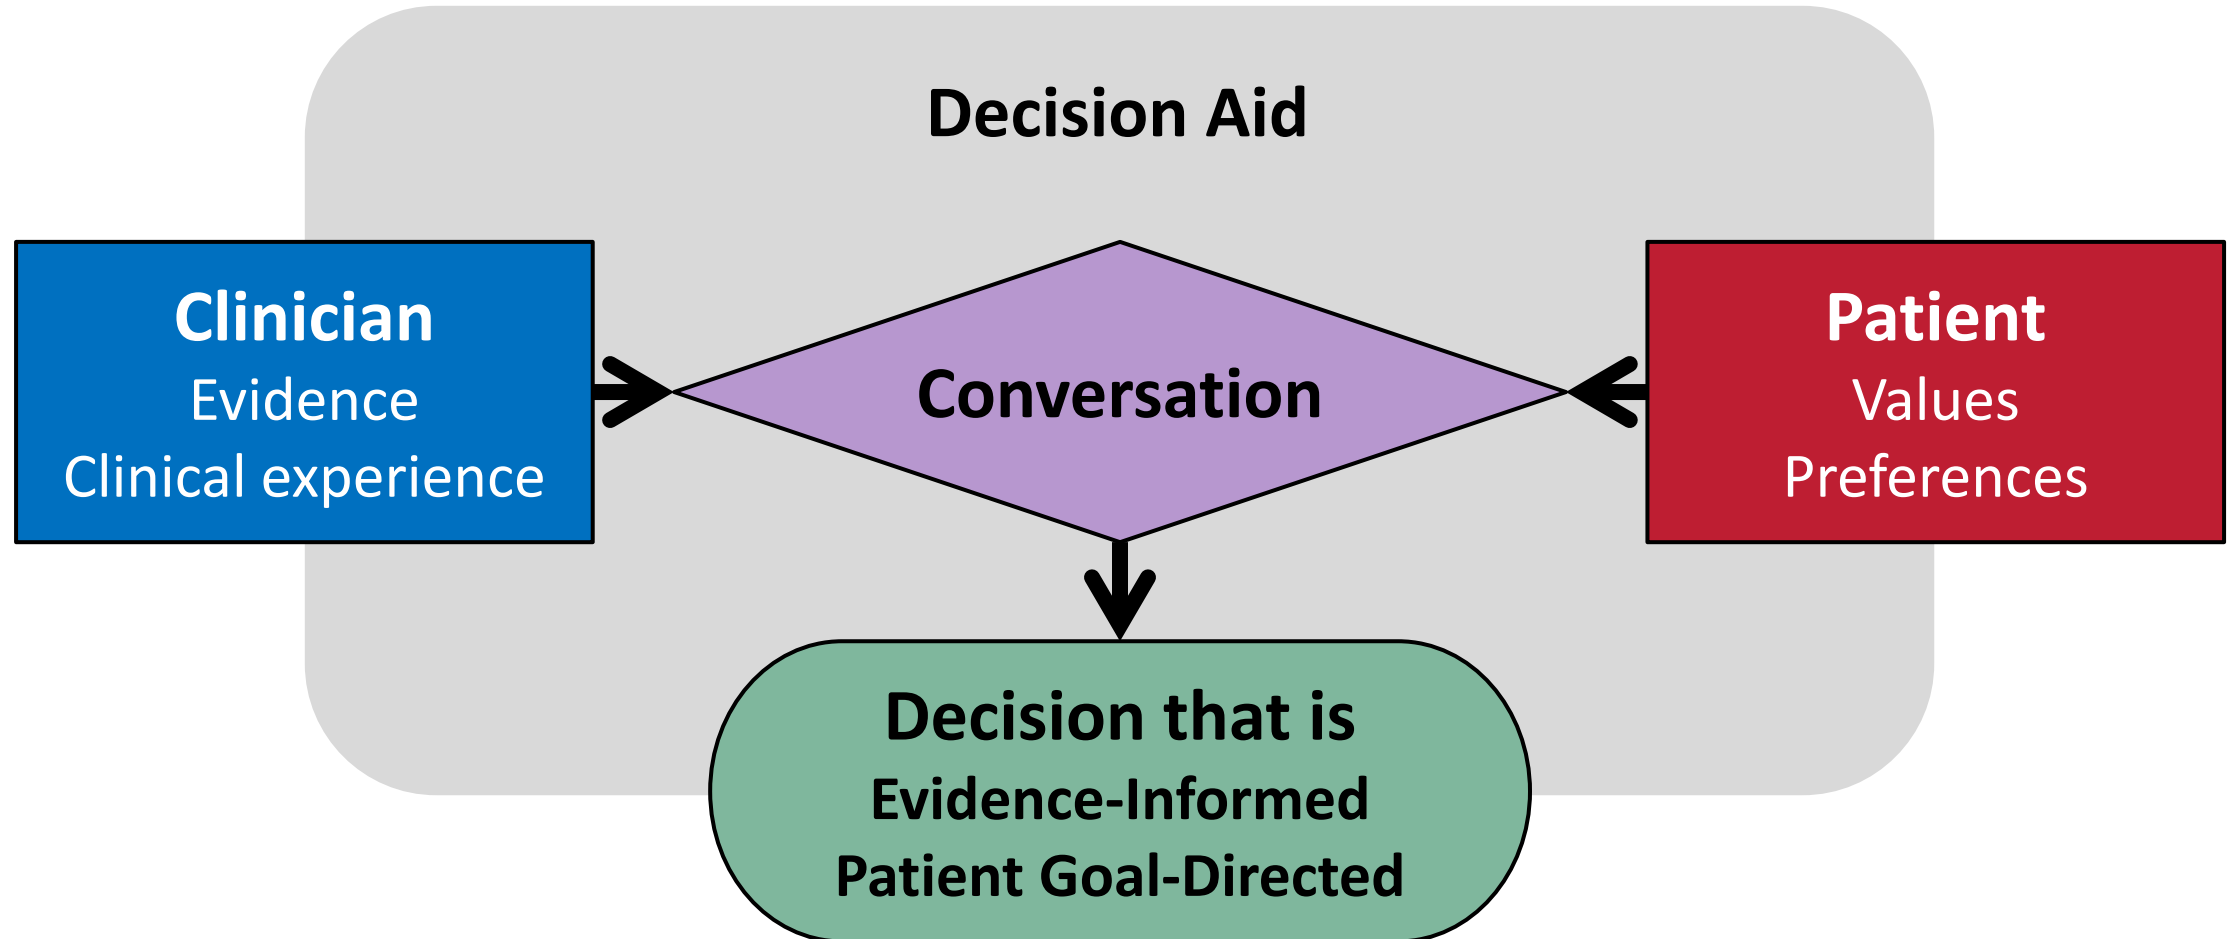 Decision Aid
Clinician
Evidence
Clinical experience
Conversation
Patient
Values
Preferences
Decision that is
Evidence-Informed
Patient Goal-Directed